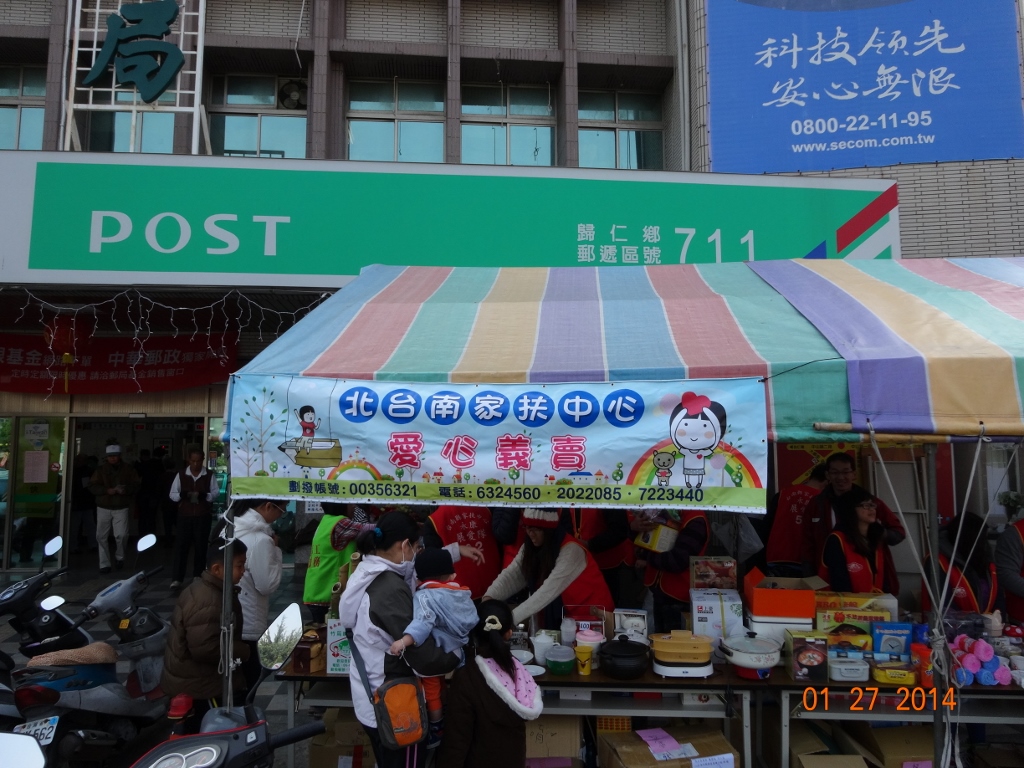 局
科技領先
安心無限
0800-22-11-95
www.secom.com.tw
POST
歸仁鄉
郵遞區號
711
中華郵政
北台南家扶中心
愛心義賣
劃撥帳號：00356321 電話：6324560·2022085·7223440
01 27 2014